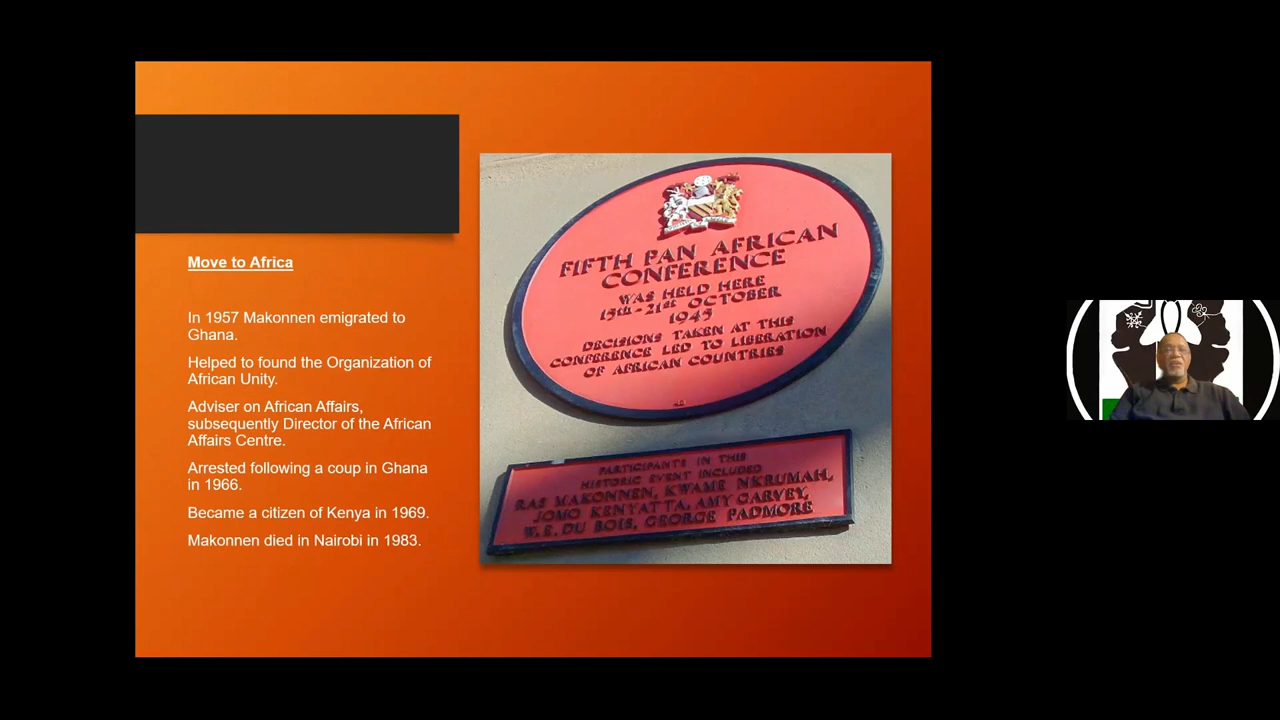 Move to Africa
In 1957 Makonnen emigrated to
Ghana.
Helped to found the Organization of
African Unity.
Adviser on African Affairs,
subsequently Director of the African
Affairs Centre.
Arrested following a coup in Ghana
in 1966.
Became a citizen of Kenya in 1969.
Makonnen died in Nairobi in 1983.
FIFTH PAN AFRICAN
CONFERENCE
WAS HELD HERE
15th-21st OCTOBER
1945
DECISIONS TAKEN AT THIS
CONFERENCE LED TO LIBERATION
OF AFRICAN COUNTRIES
PARTICIPANTS IN THIS
HISTORIC EVENT INCLUDED
RAS MAKONNEN, KWAME NKRUMAH,
JOMO KENYATTA, AMY GARVEY,
W. E. DU BOIS, GEORGE PADMORE